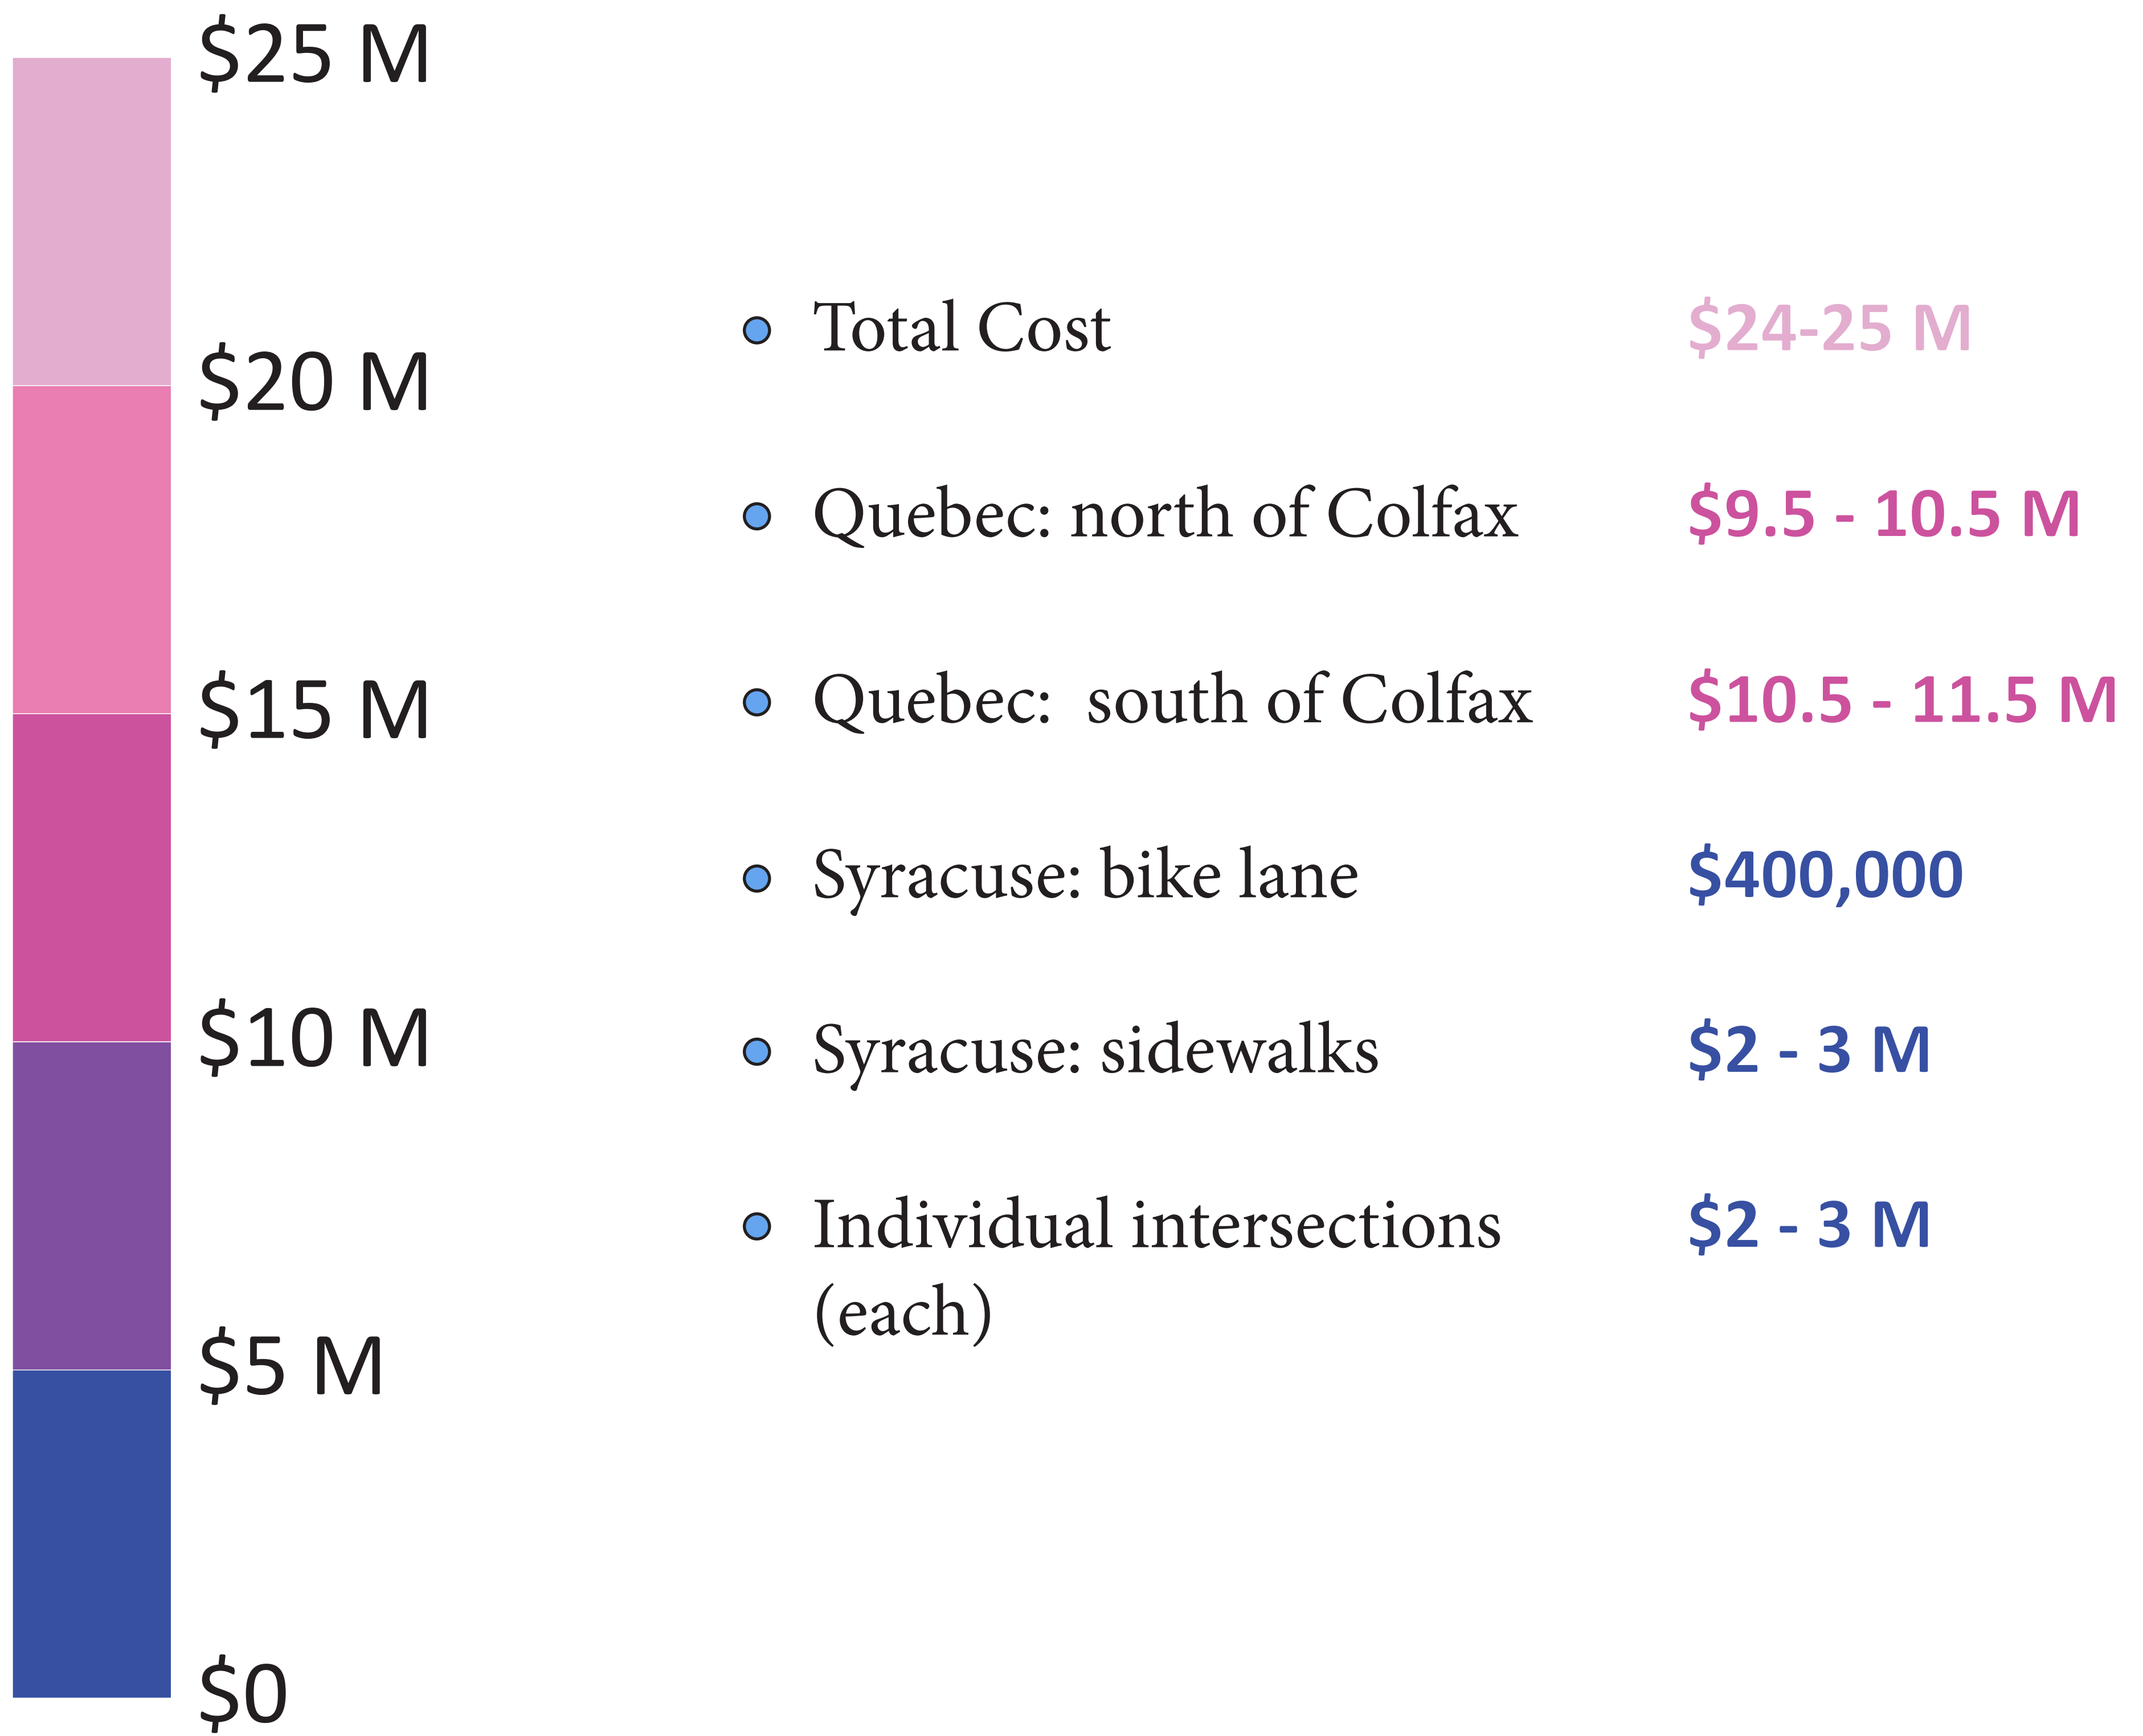 $25 M
$20 M
$15 M
$10 M
$5 M
$0
Total Cost $24-25 M
Quebec: north of Colfax $9.5 - 10.5 M
Quebec: south of Colfax $10.5 - 11.5 M
Syracuse: bike lane $400,000
Syracuse: sidewalks $2 - 3 M
Individual intersections $2 - 3 M
(each)